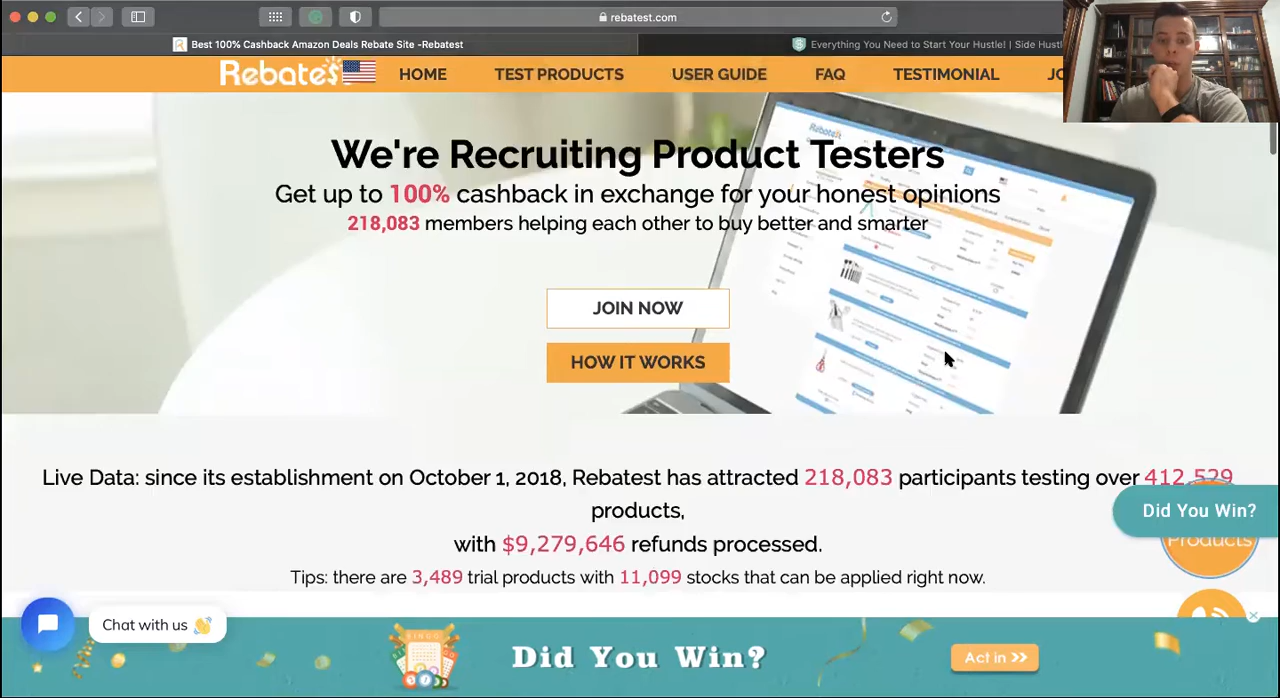 rebatest.com
Best 100% Cashback Amazon Deals Rebate Site -Rebatest
Everything You Need to Start Your Hustle! | Side Hustl
Rebatest
HOME
TEST PRODUCTS
USER GUIDE
FAQ
TESTIMONIAL
JO
We're Recruiting Product Testers
Get up to 100% cashback in exchange for your honest opinions
218,083 members helping each other to buy better and smarter
JOIN NOW
HOW IT WORKS
Live Data: since its establishment on October 1, 2018, Rebatest has attracted 218,083 participants testing over 412,529
products,
with $9,279,646 refunds processed.
Tips: there are 3,489 trial products with 11,099 stocks that can be applied right now.
Did You Win?
Products
Chat with us 👋
BINGO
Did You Win?
Act in >>